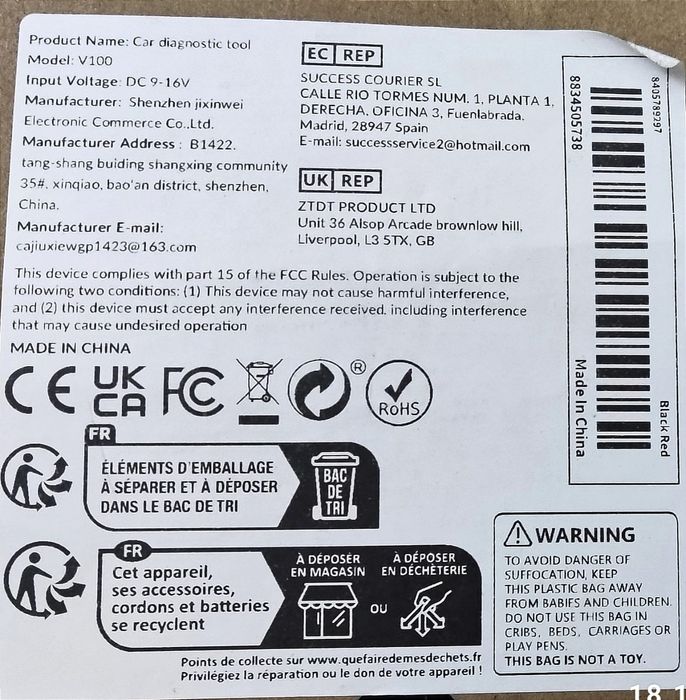 Product Name: Car diagnostic tool
Model: V100
Input Voltage: DC 9-16V
Manufacturer: Shenzhen jixinwei
Electronic Commerce Co.,Ltd.
Manufacturer Address : B1422.
tang-shang buiding shangxing community
35#. xinqiao, bao'an district, shenzhen,
China.
Manufacturer E-mail:
cajiuxiewgp1423@163.com
EC REP
SUCCESS COURIER SL
CALLE RIO TORMES NUM. 1, PLANTA 1,
DERECHA, OFICINA 3, Fuenlabrada,
Madrid, 28947 Spain
E-mail: successservice2@hotmail.com
UK REP
ZTDT PRODUCT LTD
Unit 36 Alsop Arcade brownlow hill,
Liverpool, L3 5TX, GB
8405789297
8834505738
Made In China
Black Red
This device complies with part 15 of the FCC Rules. Operation is subject to the
following two conditions: (1) This device may not cause harmful interference,
and (2) this device must accept any interference received. including interference
that may cause undesired operation
MADE IN CHINA
CE UK CA FC ® RoHS
FR
ÉLÉMENTS D'EMBALLAGE
À SÉPARER ET À DÉPOSER
DANS LE BAC DE TRI
BAC
DE
TRI
FR
Cet appareil,
ses accessoires,
cordons et batteries
se recyclent
À DÉPOSER
EN MAGASIN
OU
À DÉPOSER
EN DÉCHÈTERIE
Points de collecte sur www.quefairedemesdechets.fr
Privilégiez la réparation ou le don de votre appareil !
WARNING
TO AVOID DANGER OF
SUFFOCATION, KEEP
THIS PLASTIC BAG AWAY
FROM BABIES AND CHILDREN.
DO NOT USE THIS BAG IN
CRIBS, BEDS, CARRIAGES OR
PLAY PENS.
THIS BAG IS NOT A TOY.